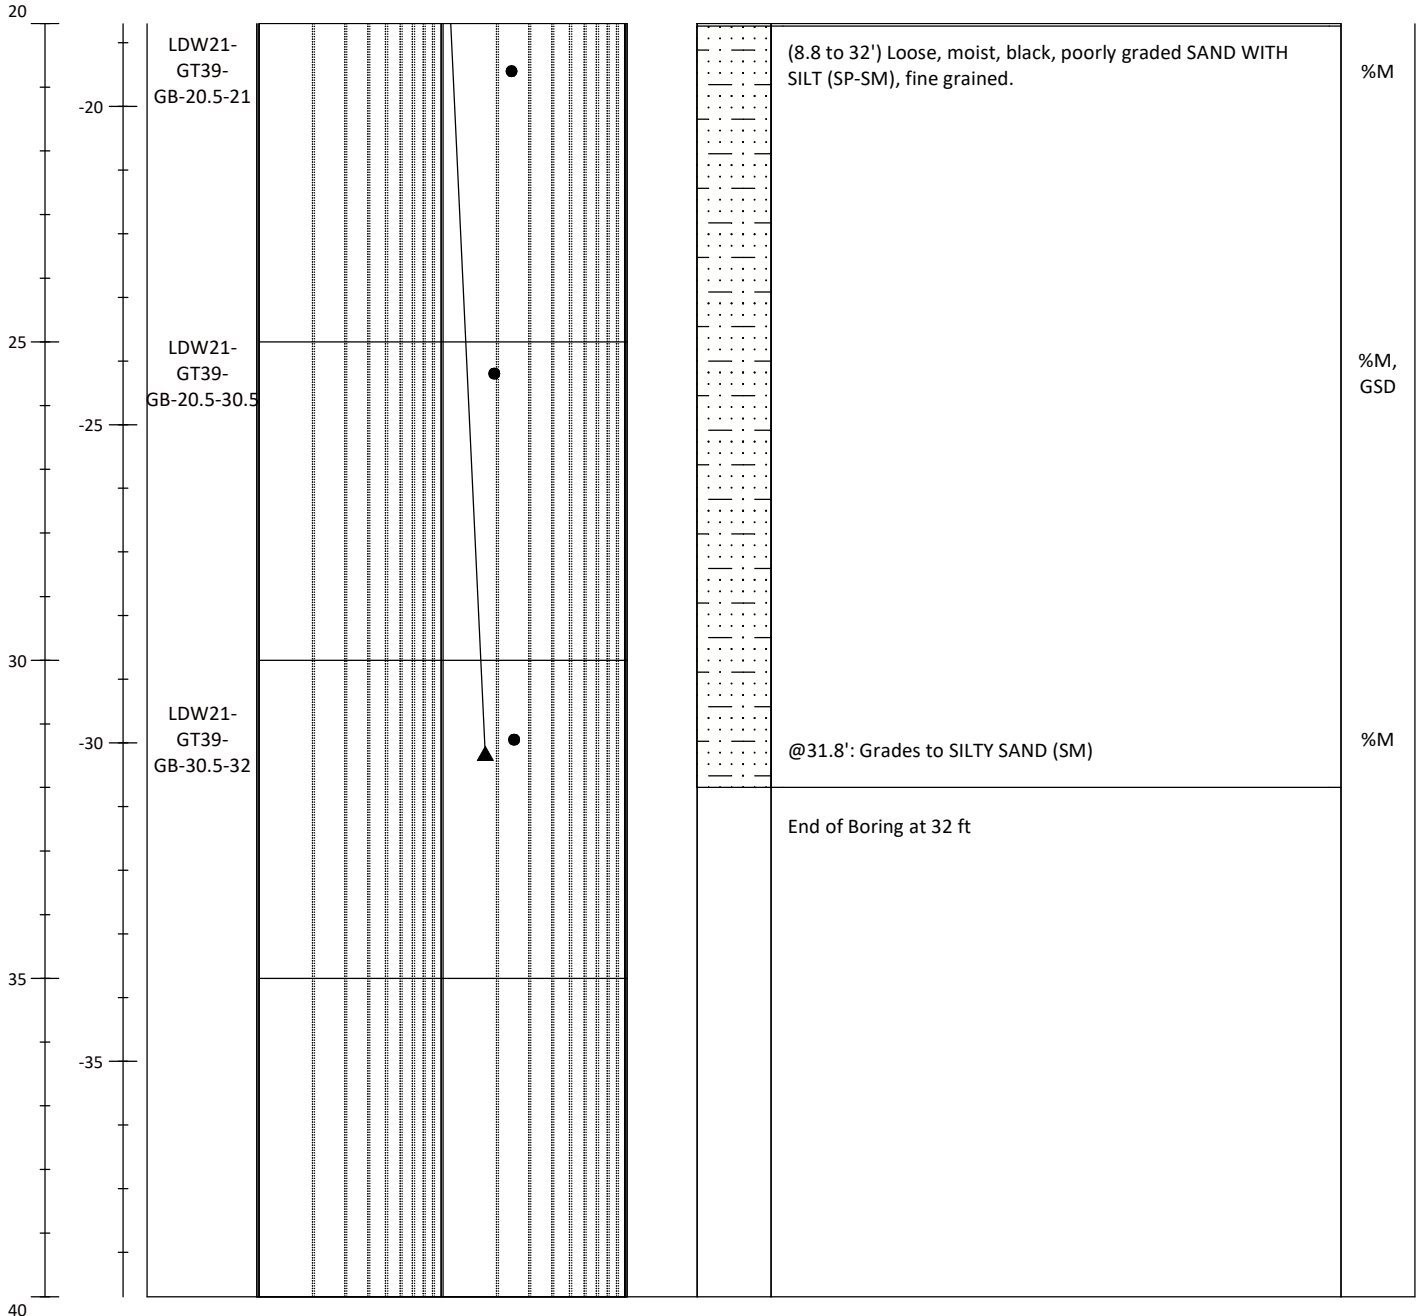 20
LDW21-
GT39-
GB-20.5-21
(8.8 to 32') Loose, moist, black, poorly graded SAND WITH
SILT (SP-SM), fine grained.
%M
-20
25
LDW21-
GT39-
GB-20.5-30.5
%M,
GSD
-25
30
LDW21-
GT39-
GB-30.5-32
-30
@31.8': Grades to SILTY SAND (SM)
%M
End of Boring at 32 ft
35
-35
40